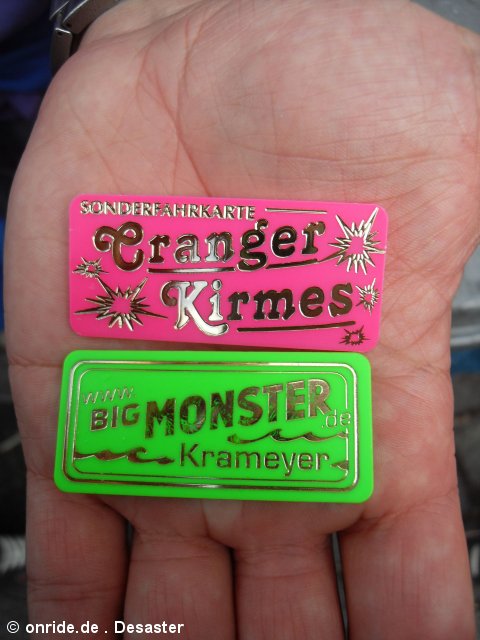 SONDERFAHRKARTE
Cranger
Kirmes
www
BIG MONSTER.de
Krameyer
© onride.de . Desaster